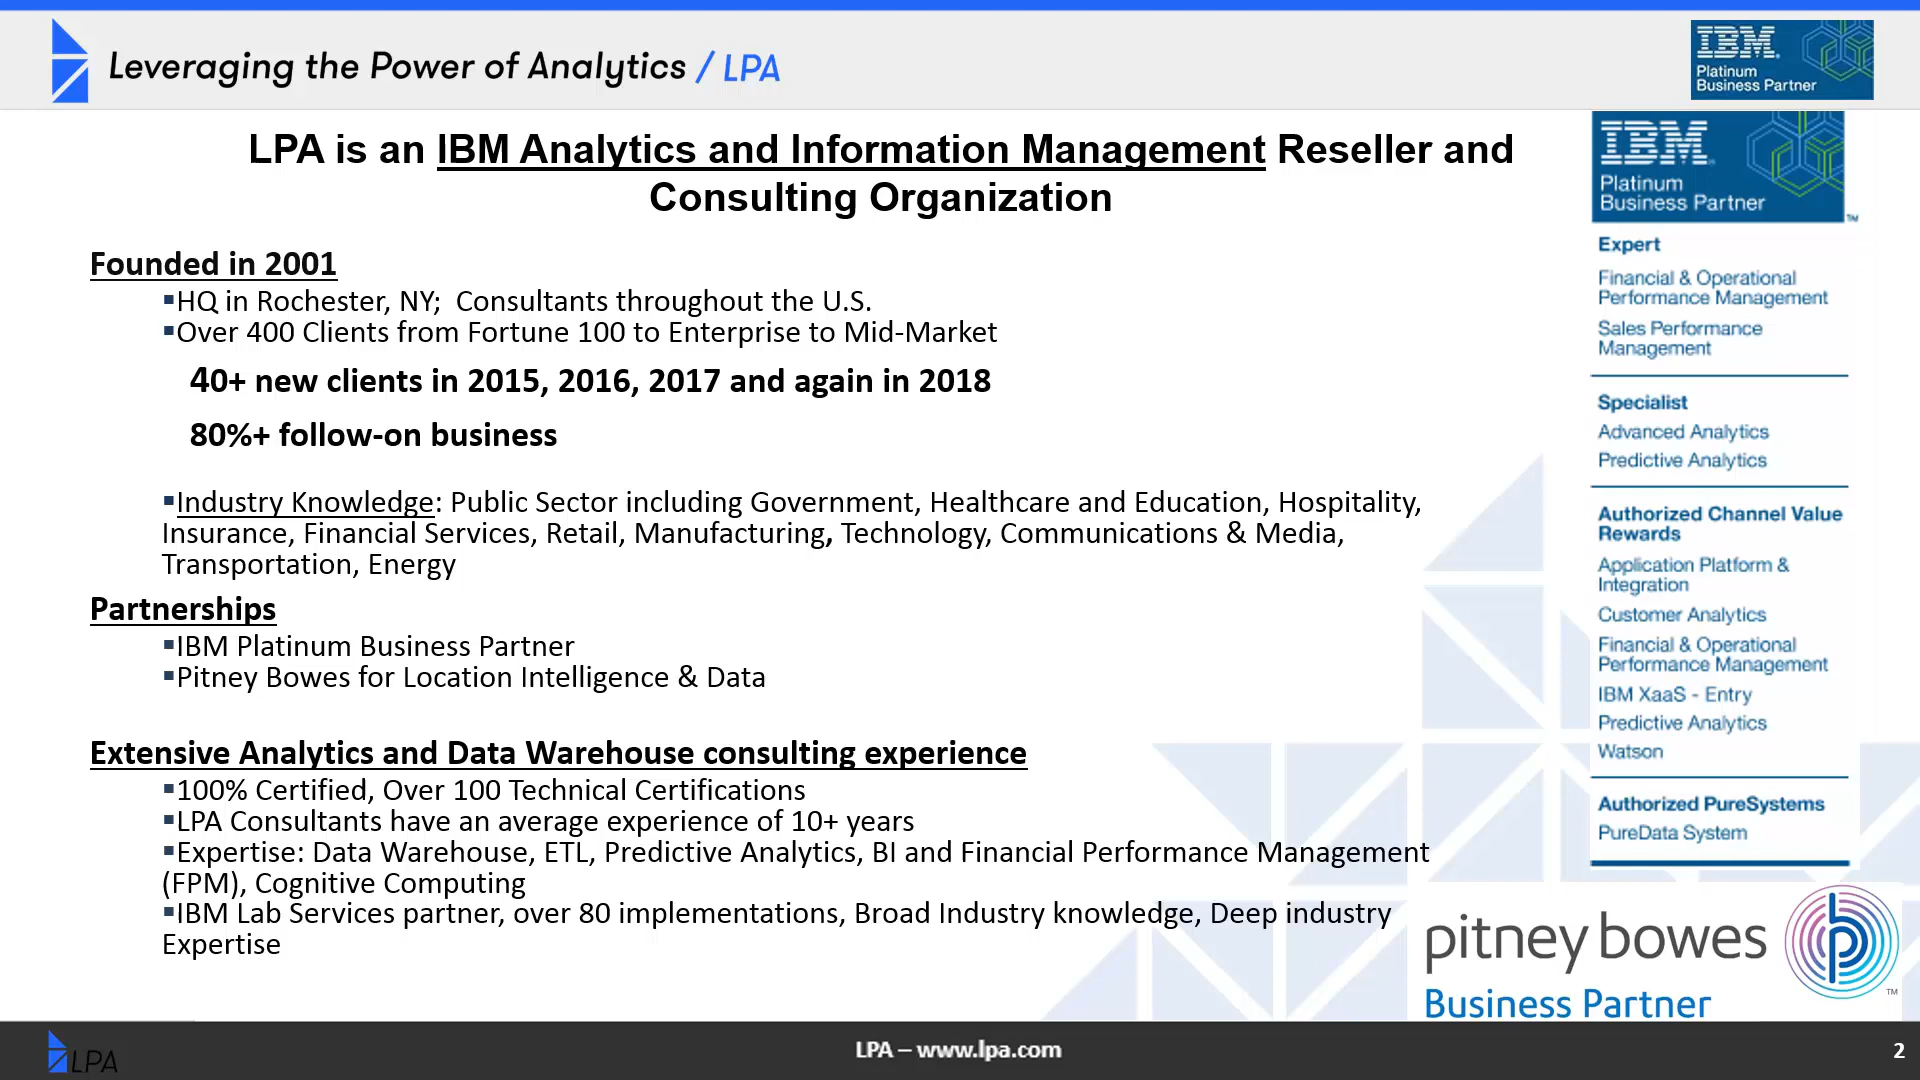 Leveraging the Power of Analytics / LPA
IBM
Platinum
Business Partner
LPA is an IBM Analytics and Information Management Reseller and
Consulting Organization
Founded in 2001
▪HQ in Rochester, NY;  Consultants throughout the U.S.
▪Over 400 Clients from Fortune 100 to Enterprise to Mid-Market
40+ new clients in 2015, 2016, 2017 and again in 2018
80%+ follow-on business
▪Industry Knowledge: Public Sector including Government, Healthcare and Education, Hospitality,
Insurance, Financial Services, Retail, Manufacturing, Technology, Communications & Media,
Transportation, Energy
Partnerships
▪IBM Platinum Business Partner
▪Pitney Bowes for Location Intelligence & Data
Extensive Analytics and Data Warehouse consulting experience
▪100% Certified, Over 100 Technical Certifications
▪LPA Consultants have an average experience of 10+ years
▪Expertise: Data Warehouse, ETL, Predictive Analytics, BI and Financial Performance Management
(FPM), Cognitive Computing
▪IBM Lab Services partner, over 80 implementations, Broad Industry knowledge, Deep industry
Expertise
IBM
Platinum
Business Partner
TM
Expert
Financial & Operational
Performance Management
Sales Performance
Management
Specialist
Advanced Analytics
Predictive Analytics
Authorized Channel Value
Rewards
Application Platform &
Integration
Customer Analytics
Financial & Operational
Performance Management
IBM XaaS - Entry
Predictive Analytics
Watson
Authorized PureSystems
PureData System
pitney bowes
TM
Business Partner
LPA
LPA – www.lpa.com
2